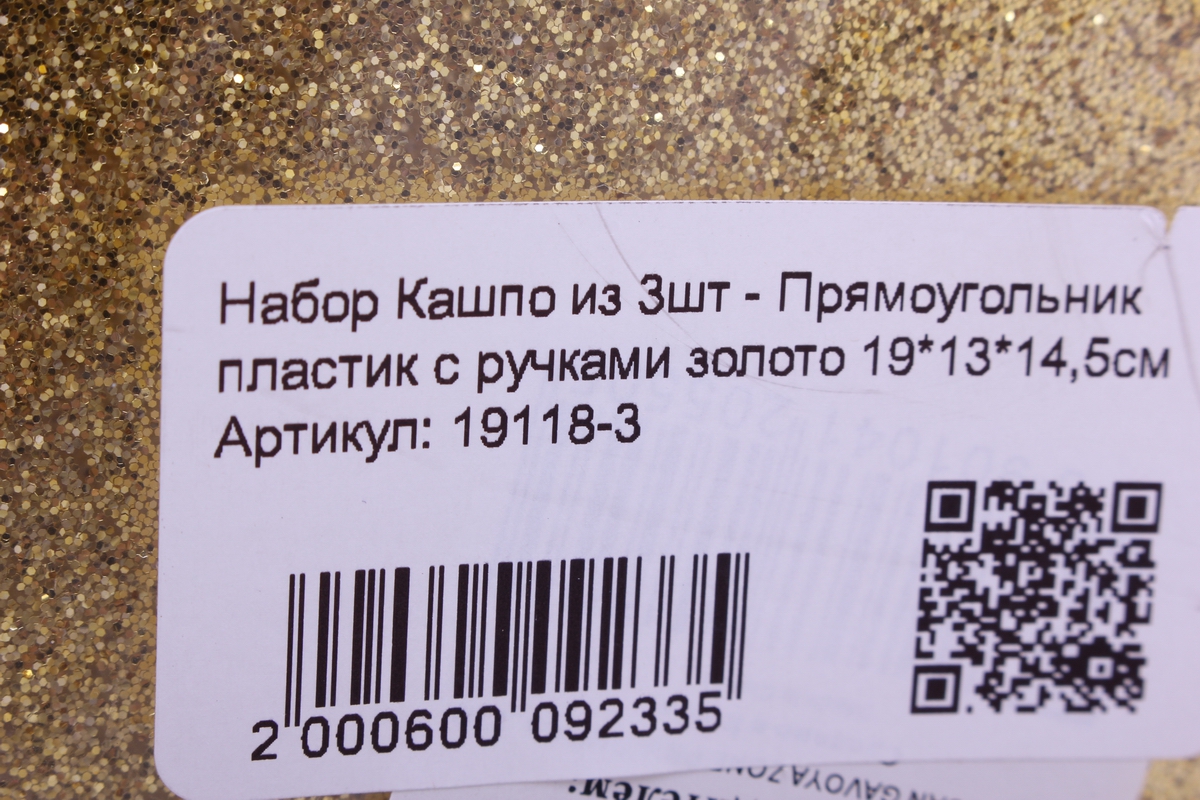 Набор Кашпо из 3шт - Прямоугольник
пластик с ручками золото 19*13*14,5см
Артикул: 19118-3
2 000600 092335